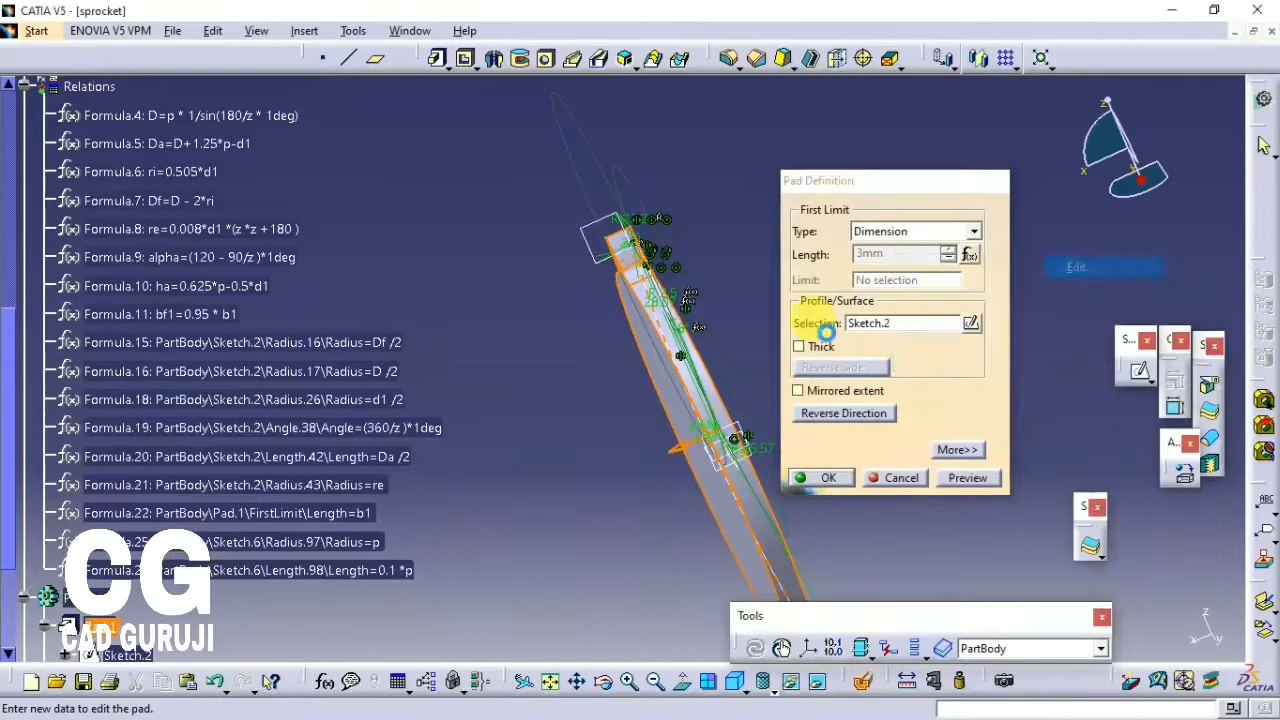 CATIA V5 - [sprocket]
Start ENOVIA V5 VPM File Edit View Insert Tools Window Help
Relations
Formula.4: D=p * 1/sin(180/z * 1deg)
Formula.5: Da=D+1.25*p-d1
Formula.6: ri=0.505*d1
Formula.7: Df=D - 2*ri
Formula.8: re=0.008*d1 *(z *z +180 )
Formula.9: alpha=(120 - 90/z )*1deg
Formula.10: ha=0.625*p-0.5*d1
Formula.11: bf1=0.95 * b1
Formula.15: PartBody\Sketch.2\Radius.16\Radius=Df /2
Formula.16: PartBody\Sketch.2\Radius.17\Radius=D /2
Formula.18: PartBody\Sketch.2\Radius.26\Radius=d1 /2
Formula.19: PartBody\Sketch.2\Angle.38\Angle=(360/z )*1deg
Formula.20: PartBody\Sketch.2\Length.42\Length=Da /2
Formula.21: PartBody\Sketch.2\Radius.43\Radius=re
Formula.22: PartBody\Pad.1\FirstLimit\Length=b1
PartBody\Sketch.6\Radius.97\Radius=p
PartBody\Sketch.6\Length.98\Length=0.1 *p
Sketch.2
CG
CAD GURUJI
Pad Definition
First Limit
Type: Dimension
Length: 3mm
f(x)
Limit: No selection
Profile/Surface
Selection: Sketch.2
Thick
Reverse Side
Mirrored extent
Reverse Direction
More>>
OK Cancel Preview
Edit...
z
x
y
S...
S...
A...
S
ABC
Tools
10.1
10.0
PartBody
z
x y
f(x)
CATIA
Enter new data to edit the pad.